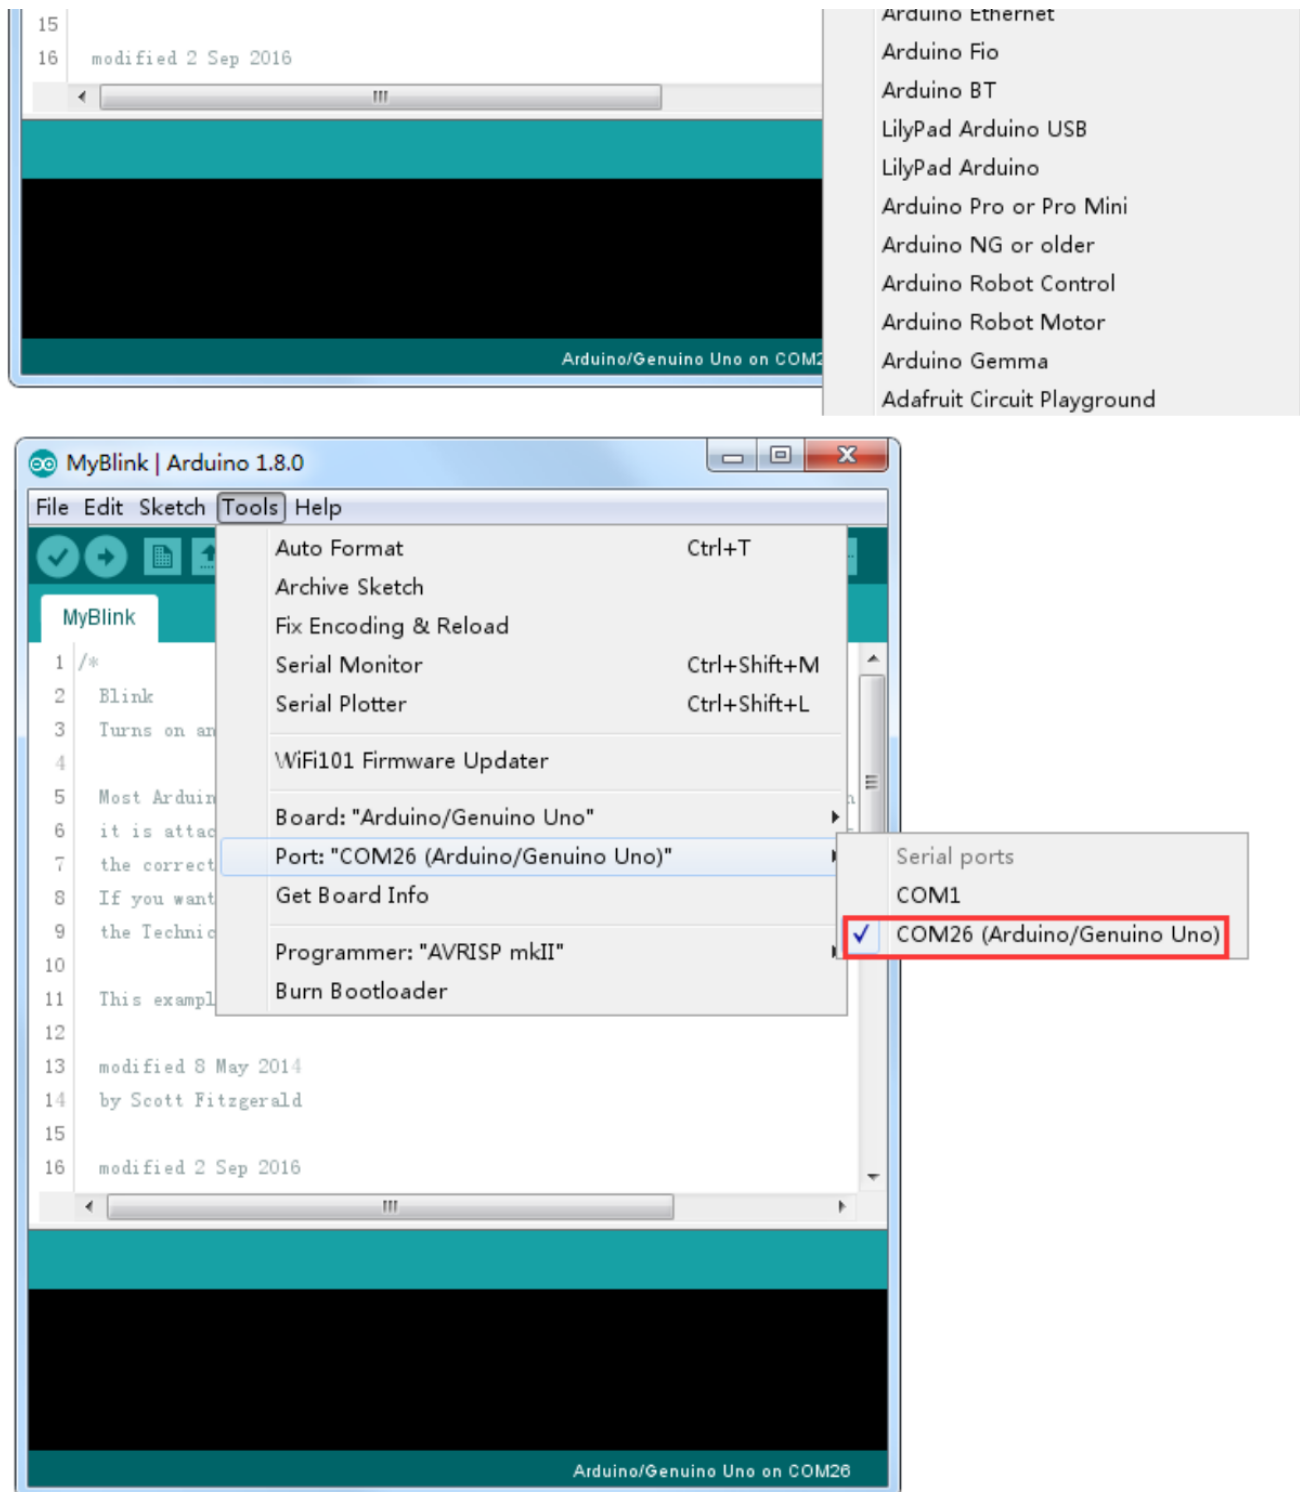 15
16 modified 2 Sep 2016
Arduino/Genuino Uno on COM2
Arduino Ethernet
Arduino Fio
Arduino BT
LilyPad Arduino USB
LilyPad Arduino
Arduino Pro or Pro Mini
Arduino NG or older
Arduino Robot Control
Arduino Robot Motor
Arduino Gemma
Adafruit Circuit Playground
MyBlink | Arduino 1.8.0
File Edit Sketch Tools Help
MyBlink
Auto Format Ctrl+T
Archive Sketch
Fix Encoding & Reload
Serial Monitor Ctrl+Shift+M
Serial Plotter Ctrl+Shift+L
WiFi101 Firmware Updater
Board: "Arduino/Genuino Uno"
Port: "COM26 (Arduino/Genuino Uno)"
Get Board Info
Programmer: "AVRISP mkII"
Burn Bootloader
Serial ports
COM1
COM26 (Arduino/Genuino Uno)
1 /*
2 Blink
3 Turns on an
4
5 Most Arduin
6 it is attac
7 the correct
8 If you want
9 the Technic
10
11 This exampl
12
13 modified 8 May 2014
14 by Scott Fitzgerald
15
16 modified 2 Sep 2016
Arduino/Genuino Uno on COM26